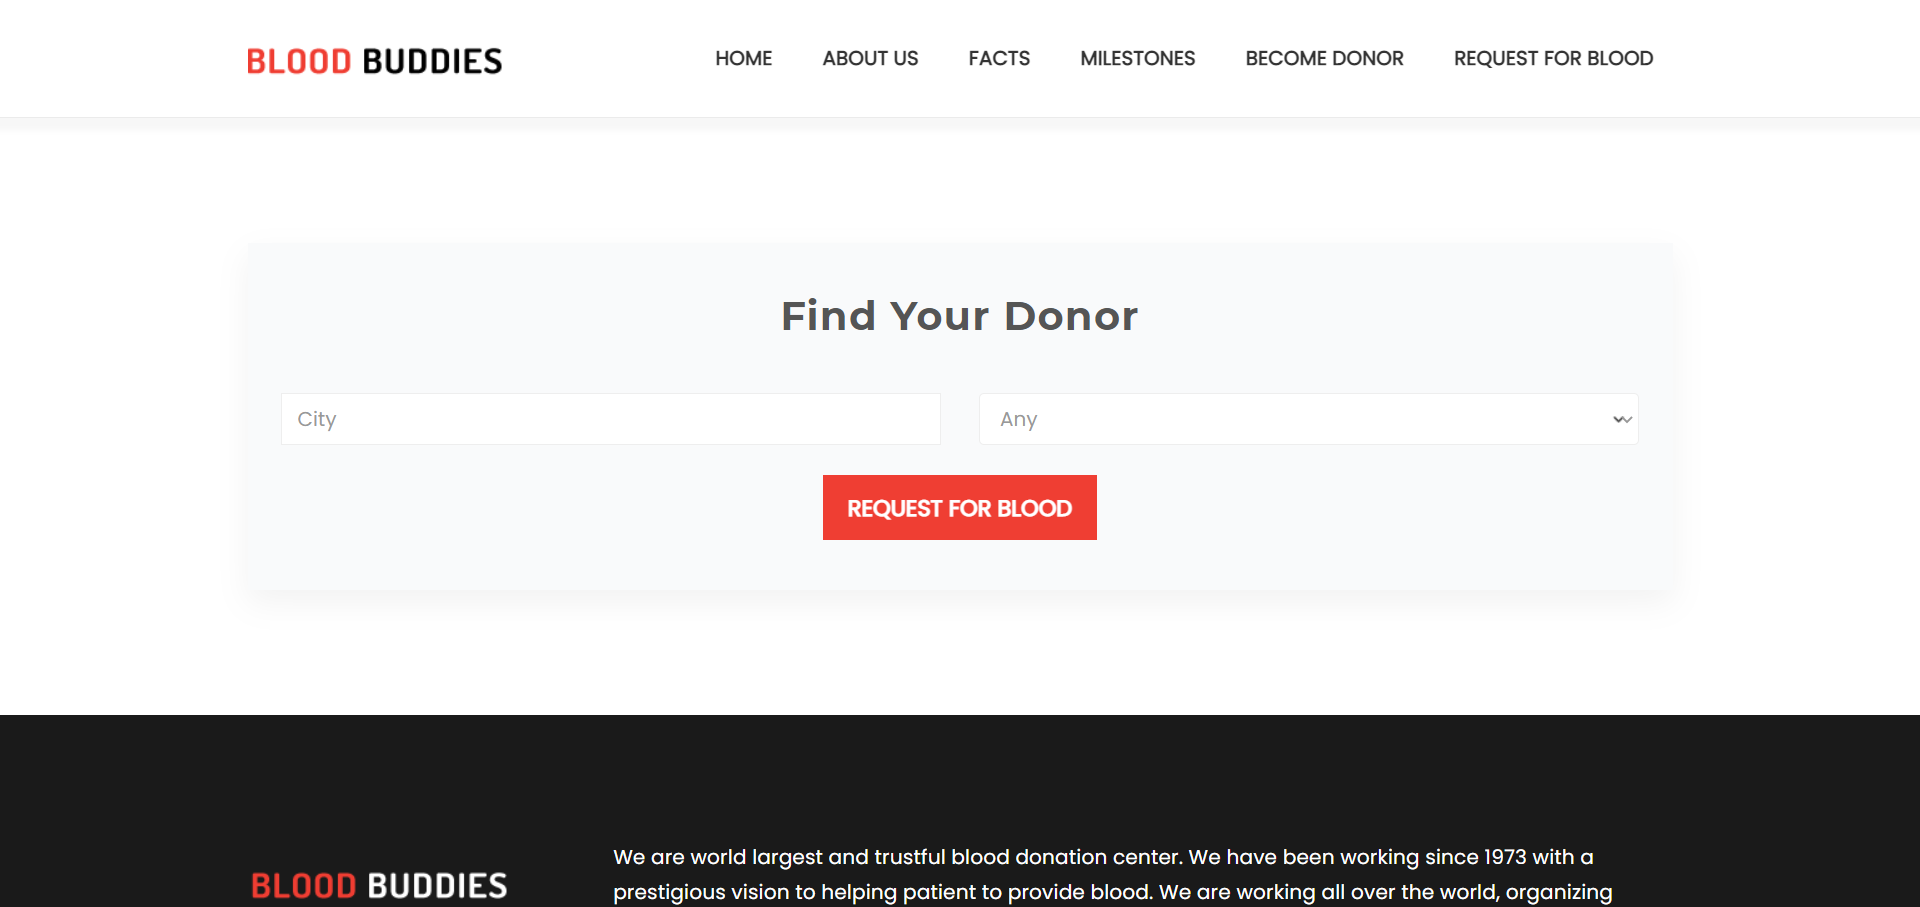 BLOOD BUDDIES
HOME
ABOUT US
FACTS
MILESTONES
BECOME DONOR
REQUEST FOR BLOOD
Find Your Donor
City
Any
REQUEST FOR BLOOD
BLOOD BUDDIES
We are world largest and trustful blood donation center. We have been working since 1973 with a
prestigious vision to helping patient to provide blood. We are working all over the world, organizing